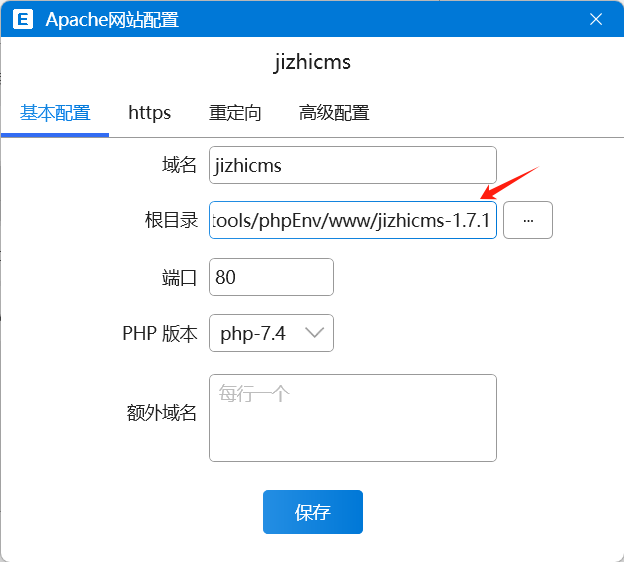 E Apache网站配置
jizhicms
基本配置 https 重定向 高级配置
域名 jizhicms
根目录 tools/phpEnv/www/jizhicms-1.7.1 ...
端口 80
PHP 版本 php-7.4
额外域名 每行一个
保存